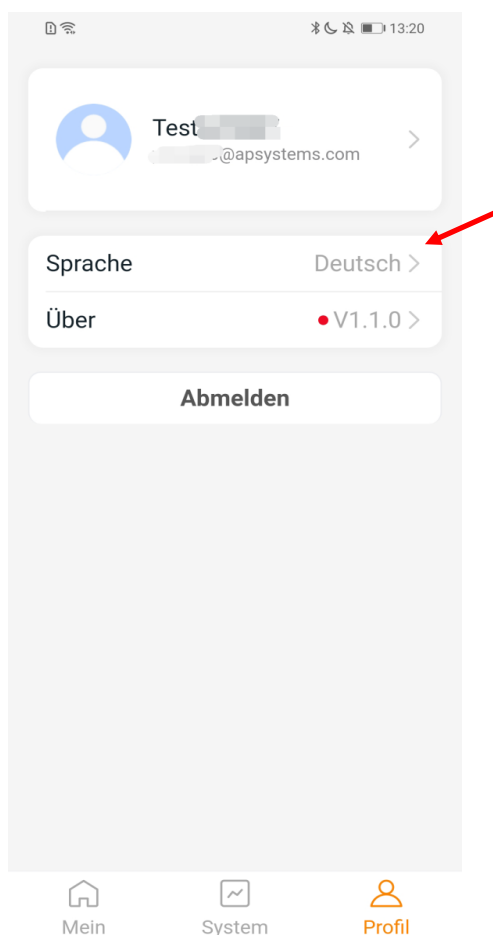 13:20
Test
@apsystems.com
Sprache Deutsch
Über V1.1.0
Abmelden
Mein System Profil